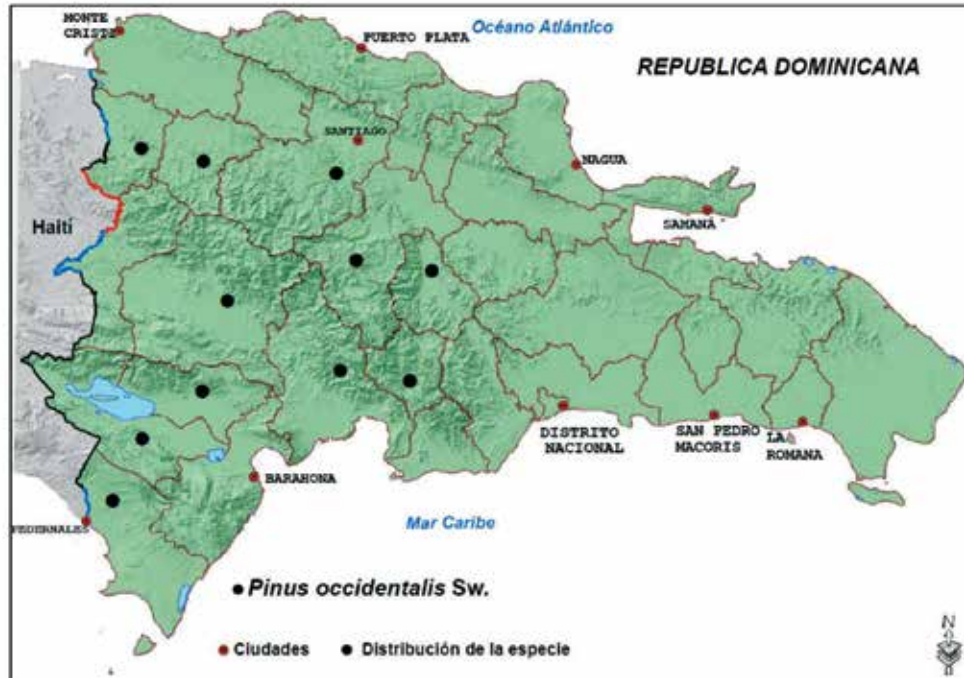 MONTE
CRISTI
PUERTO PLATA
Océano Atlántico
REPUBLICA DOMINICANA
SANTIAGO
NAGUA
SAMANÁ
Haití
DISTRITO
NACIONAL
SAN PEDRO
MACORIS
LA
ROMANA
BARAHONA
PEDERNALES
Mar Caribe
Pinus occidentalis Sw.
Ciudades
Distribución de la especie
N